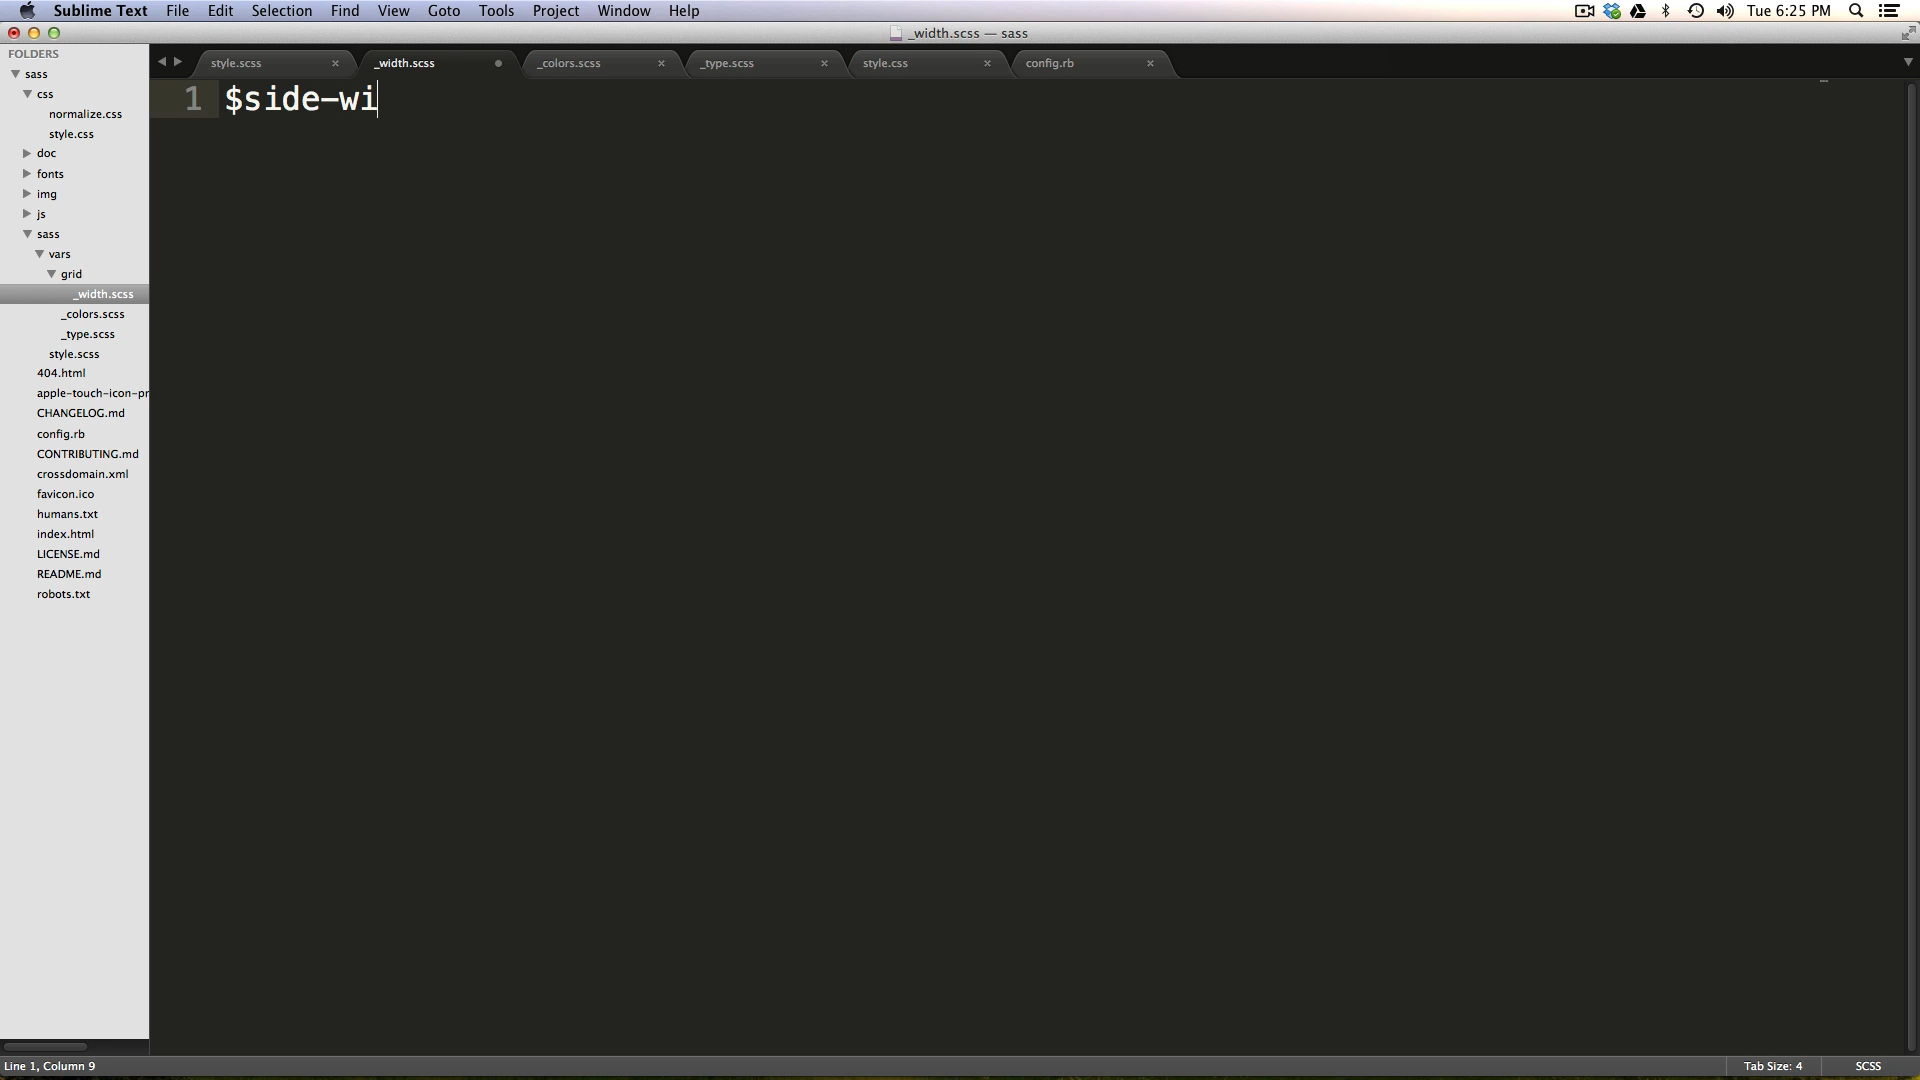 Sublime Text File Edit Selection Find View Goto Tools Project Window Help Tue 6:25 PM
_width.scss — sass
FOLDERS
style.scss _width.scss _colors.scss _type.scss style.css config.rb
1 $side-wi
sass
css
normalize.css
style.css
doc
fonts
img
js
sass
vars
grid
_width.scss
_colors.scss
_type.scss
style.scss
404.html
apple-touch-icon-pr
CHANGELOG.md
config.rb
CONTRIBUTING.md
crossdomain.xml
favicon.ico
humans.txt
index.html
LICENSE.md
README.md
robots.txt
Line 1, Column 9 Tab Size: 4 SCSS